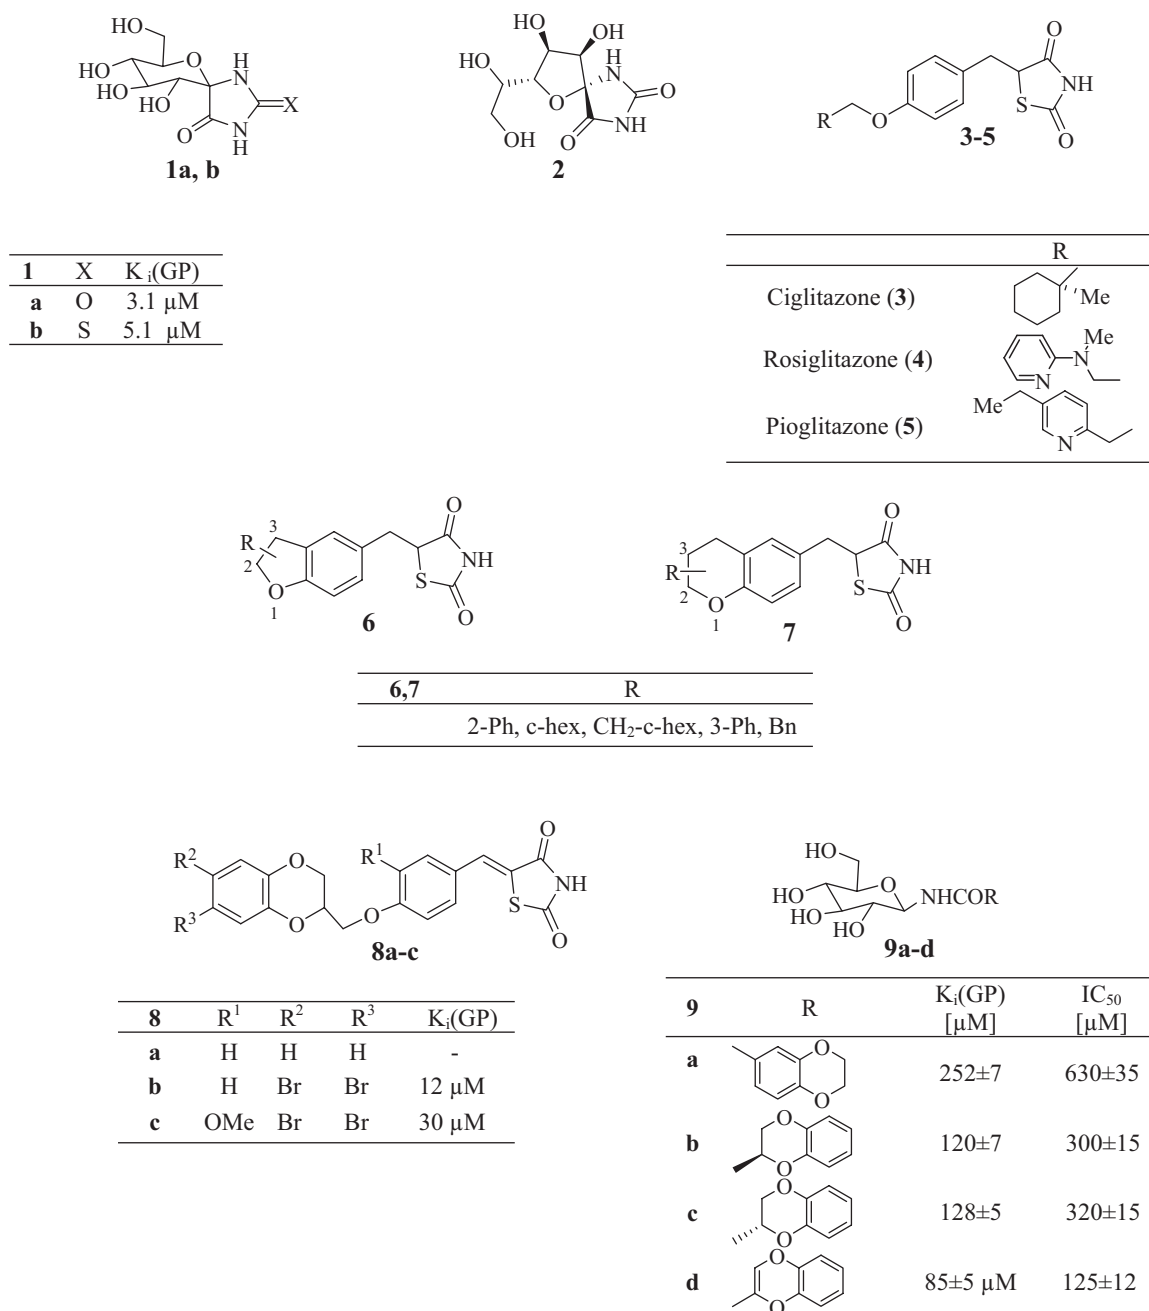 HO
HO
HO
HO
O
H
N
X
O
N
H
1a, b
HO
OH
HO
OH
O
NH
O
O
NH
2
R
O
O
NH
S
O
3-5
1 X K i(GP)
a O 3.1 µM
b S 5.1 µM
R
Ciglitazone (3) Me
Rosiglitazone (4) N N Me
Pioglitazone (5) Me N
R 3 2 O 1
O
NH
S
O
6
R 3 2 O 1
O
NH
S
O
7
6,7 R
2-Ph, c-hex, CH2-c-hex, 3-Ph, Bn
R2
R3
O
O
O
R1
O
NH
S
O
8a-c
HO
HO
HO
HO
O
NHCOR
9a-d
8 R1 R2 R3 Ki(GP)
a H H H -
b H Br Br 12 µM
c OMe Br Br 30 µM
9 R Ki(GP) [µM] IC50 [µM]
a O O 252±7 630±35
b O O 120±7 300±15
c O O 128±5 320±15
d O O 85±5 µM 125±12